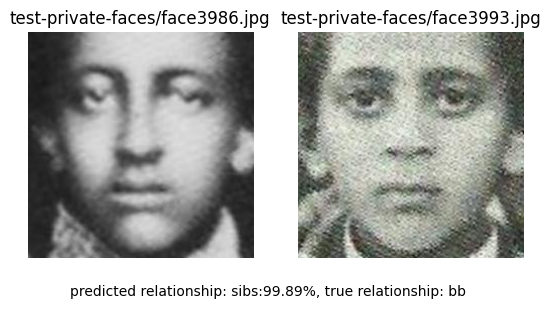 test-private-faces/face3986.jpg
test-private-faces/face3993.jpg
predicted relationship: sibs:99.89%, true relationship: bb